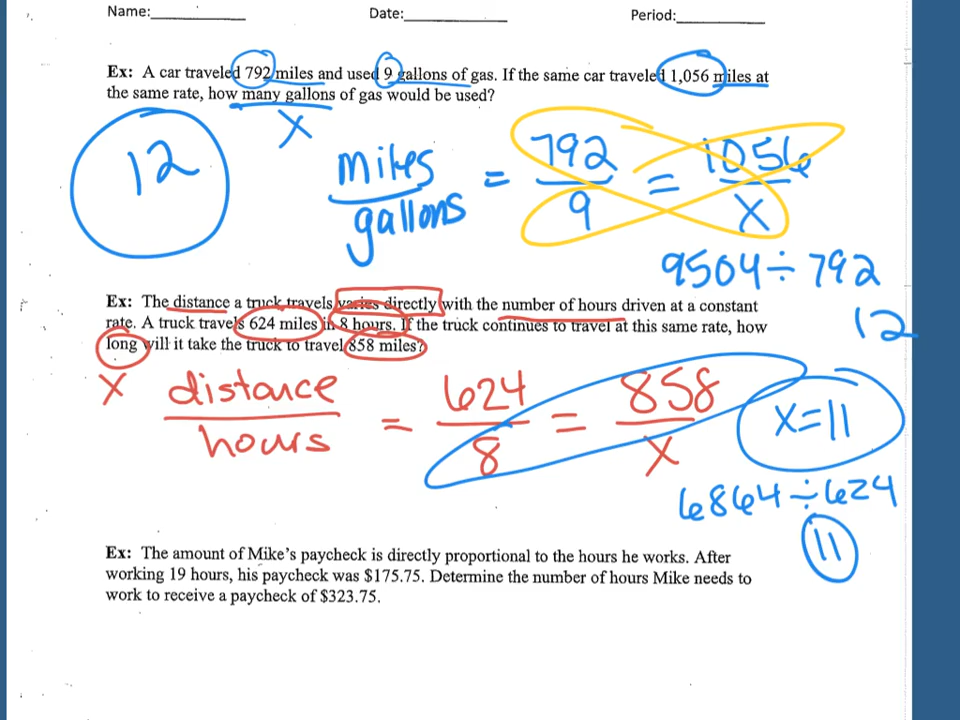 Name:____________ Date:____________ Period:____________
Ex: A car traveled 792 miles and used 9 gallons of gas. If the same car traveled 1,056 miles at
the same rate, how many gallons of gas would be used?
x
12
miles
gallons
=
792
9
=
1056
x
9504 ÷ 792
12
Ex: The distance a truck travels varies directly with the number of hours driven at a constant
rate. A truck travels 624 miles in 8 hours. If the truck continues to travel at this same rate, how
long will it take the truck to travel 858 miles?
x
distance
hours
=
624
8
=
858
x
x=11
6864÷624
11
Ex: The amount of Mike's paycheck is directly proportional to the hours he works. After
working 19 hours, his paycheck was $175.75. Determine the number of hours Mike needs to
work to receive a paycheck of $323.75.